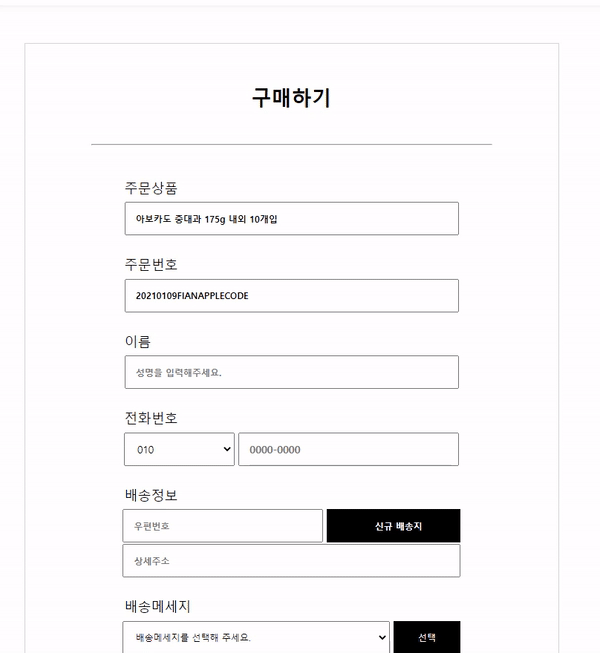 구매하기
주문상품
아보카도 중대과 175g 내외 10개입
주문번호
20210109FIANAPPLECODE
이름
성명을 입력해주세요.
전화번호
010 0000-0000
배송정보
우편번호 신규 배송지
상세주소
배송메세지
배송메세지를 선택해 주세요. 선택